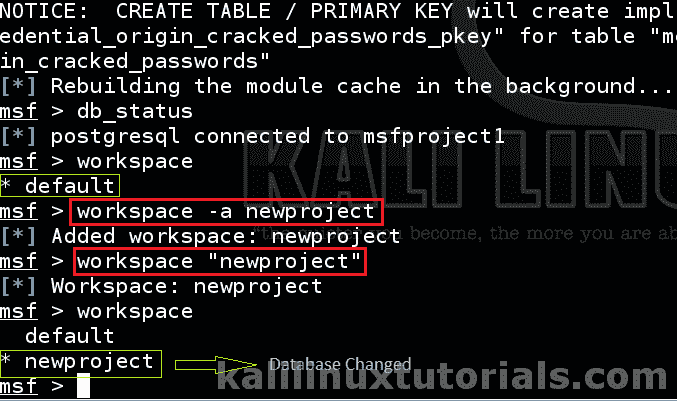 NOTICE:  CREATE TABLE / PRIMARY KEY will create impl
edential_origin_cracked_passwords_pkey" for table "m
in_cracked_passwords"
[*] Rebuilding the module cache in the background...
msf > db_status
[*] postgresql connected to msfproject1
msf > workspace
KALI LINU
* default
msf > workspace -a newproject
[*] Added workspace: newproject
become, the more you are ab
msf > workspace "newproject"
[*] Workspace: newproject
msf > workspace
  default
* newproject
Database Changed
msf >
kalilinuxtutorials.com